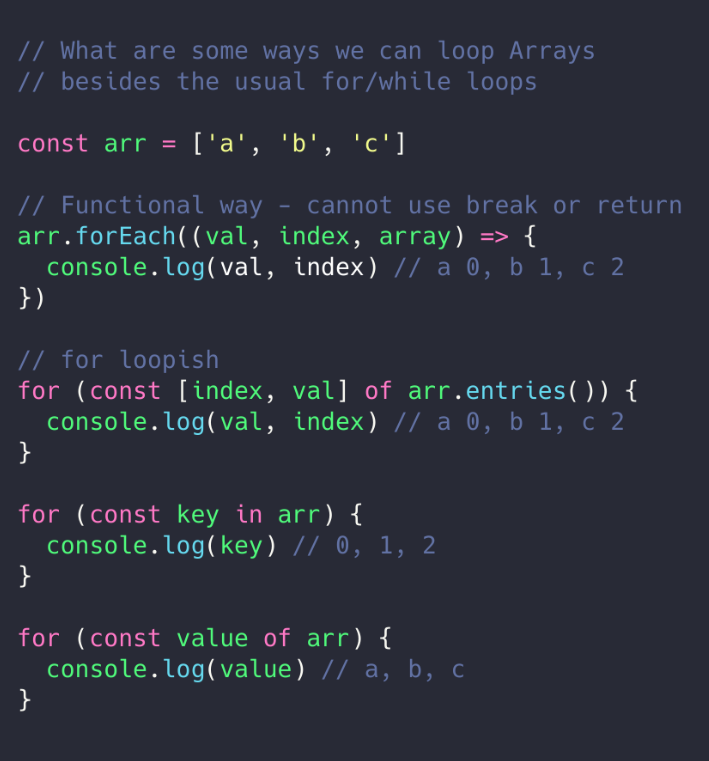 // What are some ways we can loop Arrays
// besides the usual for/while loops
const arr = ['a', 'b', 'c']
// Functional way - cannot use break or return
arr.forEach((val, index, array) => {
  console.log(val, index) // a 0, b 1, c 2
})
// for loopish
for (const [index, val] of arr.entries()) {
  console.log(val, index) // a 0, b 1, c 2
}
for (const key in arr) {
  console.log(key) // 0, 1, 2
}
for (const value of arr) {
  console.log(value) // a, b, c
}